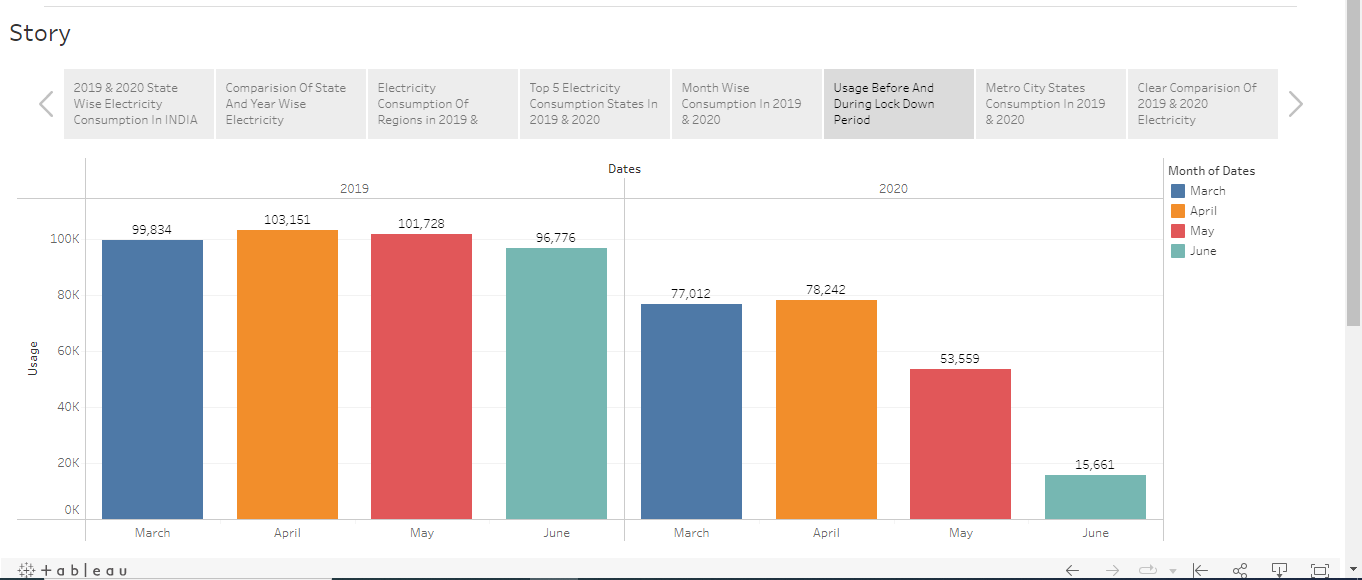 Story
2019 & 2020 State
Wise Electricity
Consumption In INDIA
Comparision Of State
And Year Wise
Electricity
Electricity
Consumption Of
Regions in 2019 &
Top 5 Electricity
Consumption States In
2019 & 2020
Month Wise
Consumption In 2019
& 2020
Usage Before And
During Lock Down
Period
Metro City States
Consumption In 2019
& 2020
Clear Comparision Of
2019 & 2020
Electricity
Dates
2019
2020
Month of Dates
March
April
May
June
Usage
100K
80K
60K
40K
20K
0K
99,834
103,151
101,728
96,776
77,012
78,242
53,559
15,661
March
April
May
June
March
April
May
June
+ableau